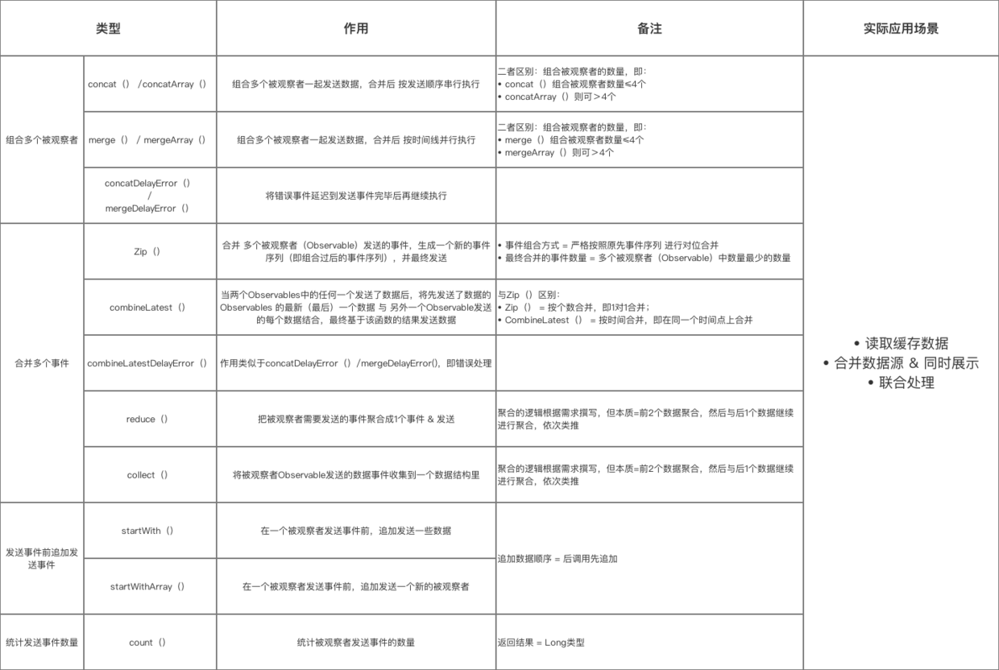 类型
作用
备注
实际应用场景
组合多个被观察者
concat（） /concatArray（）
组合多个被观察者一起发送数据，合并后 按发送顺序串行执行
二者区别：组合被观察者的数量，即：
• concat（）组合被观察者数量≤4个
• concatArray（）则可＞4个
merge（） / mergeArray（）
组合多个被观察者一起发送数据，合并后 按时间线并行执行
二者区别：组合被观察者的数量，即：
• merge（）组合被观察者数量≤4个
• mergeArray（）则可＞4个
concatDelayError（）
/
mergeDelayError（）
将错误事件延迟到发送事件完毕后再继续执行
合并多个事件
Zip（）
合并 多个被观察者（Observable）发送的事件，生成一个新的事件
序列（即组合过后的事件序列），并最终发送
• 事件组合方式 = 严格按照原先事件序列 进行对位合并
• 最终合并的事件数量 = 多个被观察者（Observable）中数量最少的数量
combineLatest（）
当两个Observables中的任何一个发送了数据后，将先发送了数据的
Observables 的最新（最后）一个数据 与 另外一个Observable发送
的每个数据结合，最终基于该函数的结果发送数据
与Zip（）区别：
• Zip（） = 按个数合并，即1对1合并；
• CombineLatest（） = 按时间合并，即在同一个时间点上合并
combineLatestDelayError（）
作用类似于concatDelayError（）/mergeDelayError()，即错误处理
reduce（）
把被观察者需要发送的事件聚合成1个事件 & 发送
聚合的逻辑根据需求撰写，但本质=前2个数据聚合，然后与后1个数据继续
进行聚合，依次类推
collect（）
将被观察者Observable发送的数据事件收集到一个数据结构里
聚合的逻辑根据需求撰写，但本质=前2个数据聚合，然后与后1个数据继续
进行聚合，依次类推
发送事件前追加发
送事件
startWith（）
在一个被观察者发送事件前，追加发送一些数据
追加数据顺序 = 后调用先追加
startWithArray（）
在一个被观察者发送事件前，追加发送一个新的被观察者
统计发送事件数量
count（）
统计被观察者发送事件的数量
返回结果 = Long类型
• 读取缓存数据
• 合并数据源 & 同时展示
• 联合处理